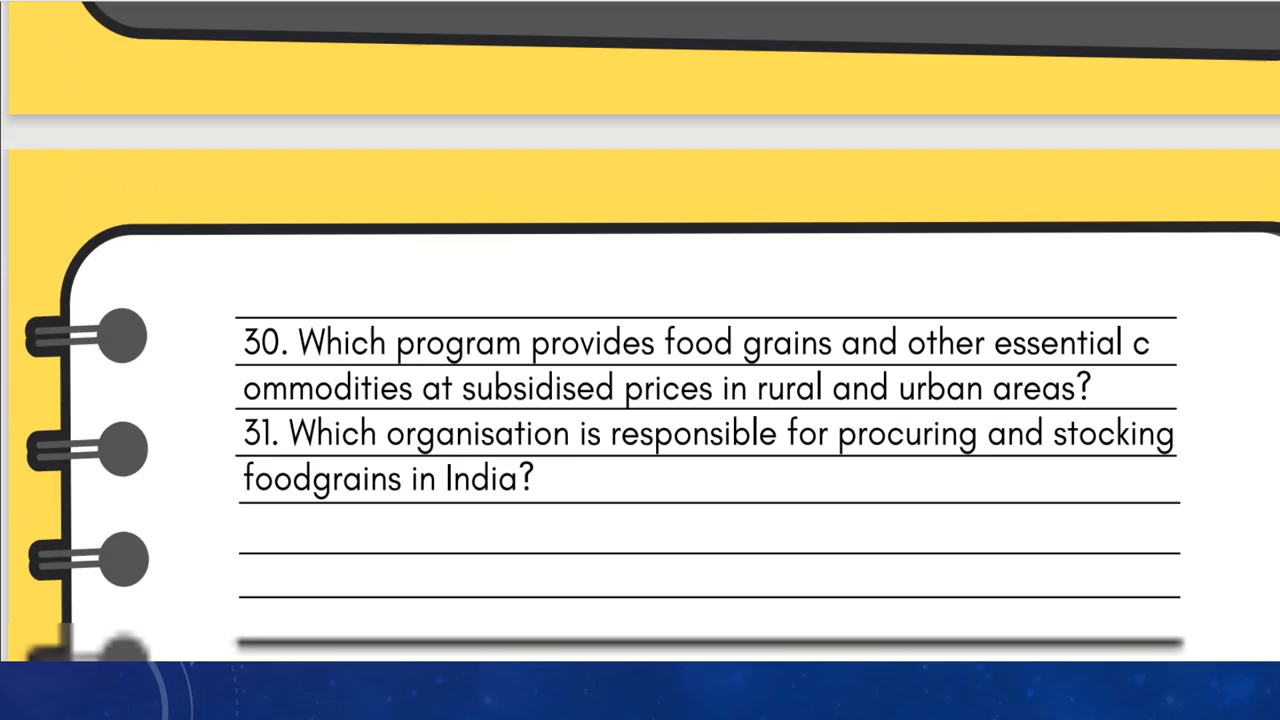 30. Which program provides food grains and other essential c
ommodities at subsidised prices in rural and urban areas?
31. Which organisation is responsible for procuring and stocking
foodgrains in India?